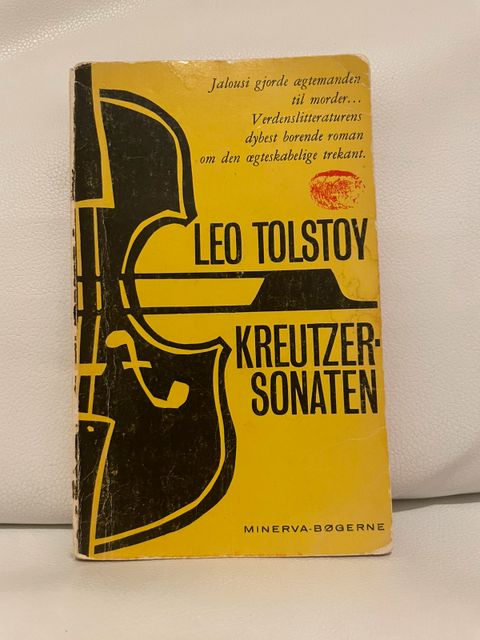 Jalousi gjorde ægtemanden
til morder...
Verdenslitteraturens
dybest borende roman
om den ægteskabelige trekant.
LEO TOLSTOY
KREUTZER-
SONATEN
MINERVA-BØGERNE